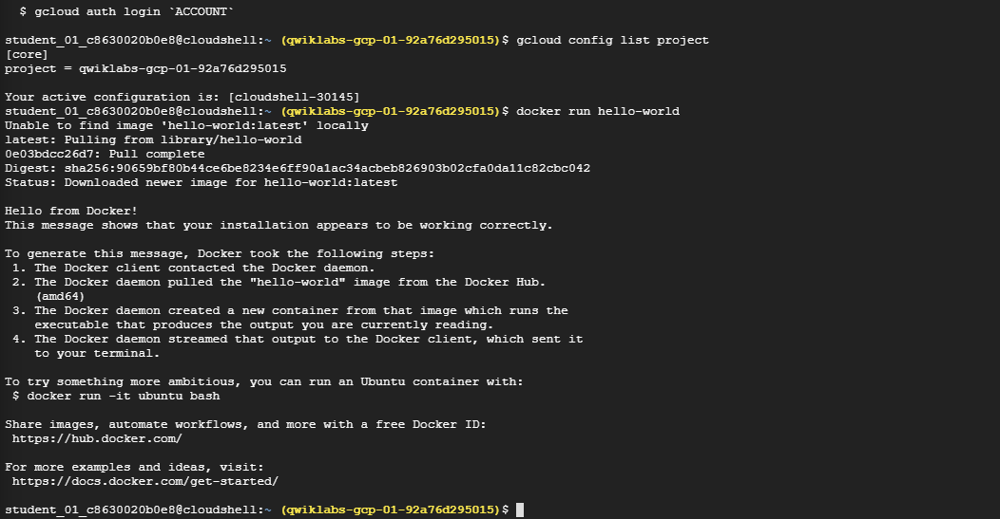 $ gcloud auth login `ACCOUNT`
student_01_c8630020b0e8@cloudshell:~ (qwiklabs-gcp-01-92a76d295015)$ gcloud config list project
[core]
project = qwiklabs-gcp-01-92a76d295015
Your active configuration is: [cloudshell-30145]
student_01_c8630020b0e8@cloudshell:~ (qwiklabs-gcp-01-92a76d295015)$ docker run hello-world
Unable to find image 'hello-world:latest' locally
latest: Pulling from library/hello-world
0e03bdcc26d7: Pull complete
Digest: sha256:90659bf80b44ce6be8234e6ff90a1ac34acbeb826903b02cfa0da11c82cbc042
Status: Downloaded newer image for hello-world:latest
Hello from Docker!
This message shows that your installation appears to be working correctly.
To generate this message, Docker took the following steps:
1. The Docker client contacted the Docker daemon.
2. The Docker daemon pulled the "hello-world" image from the Docker Hub.
(amd64)
3. The Docker daemon created a new container from that image which runs the
executable that produces the output you are currently reading.
4. The Docker daemon streamed that output to the Docker client, which sent it
to your terminal.
To try something more ambitious, you can run an Ubuntu container with:
$ docker run -it ubuntu bash
Share images, automate workflows, and more with a free Docker ID:
https://hub.docker.com/
For more examples and ideas, visit:
https://docs.docker.com/get-started/
student_01_c8630020b0e8@cloudshell:~ (qwiklabs-gcp-01-92a76d295015)$